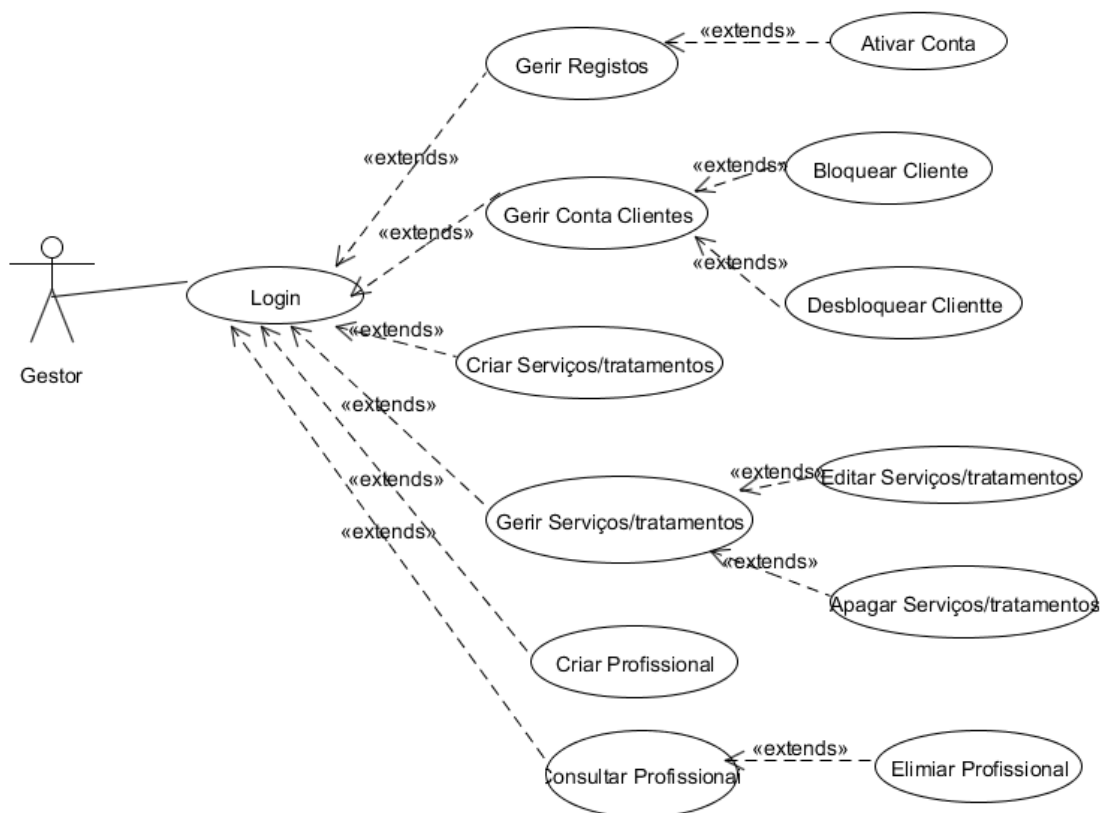 «extends»
Ativar Conta
Gerir Registos
«extends»
Bloquear Cliente
«extends»
Gerir Conta Clientes
«extends»
«extends»
Login
Desbloquear Clientte
«extends»
Criar Serviços/tratamentos
Gestor
«extends»
«extends»
Editar Serviços/tratamentos
«extends»
Gerir Serviços/tratamentos
«extends»
«extends»
Apagar Serviços/tratamentos
Criar Profissional
«extends»
Consultar Profissional
Elimiar Profissional